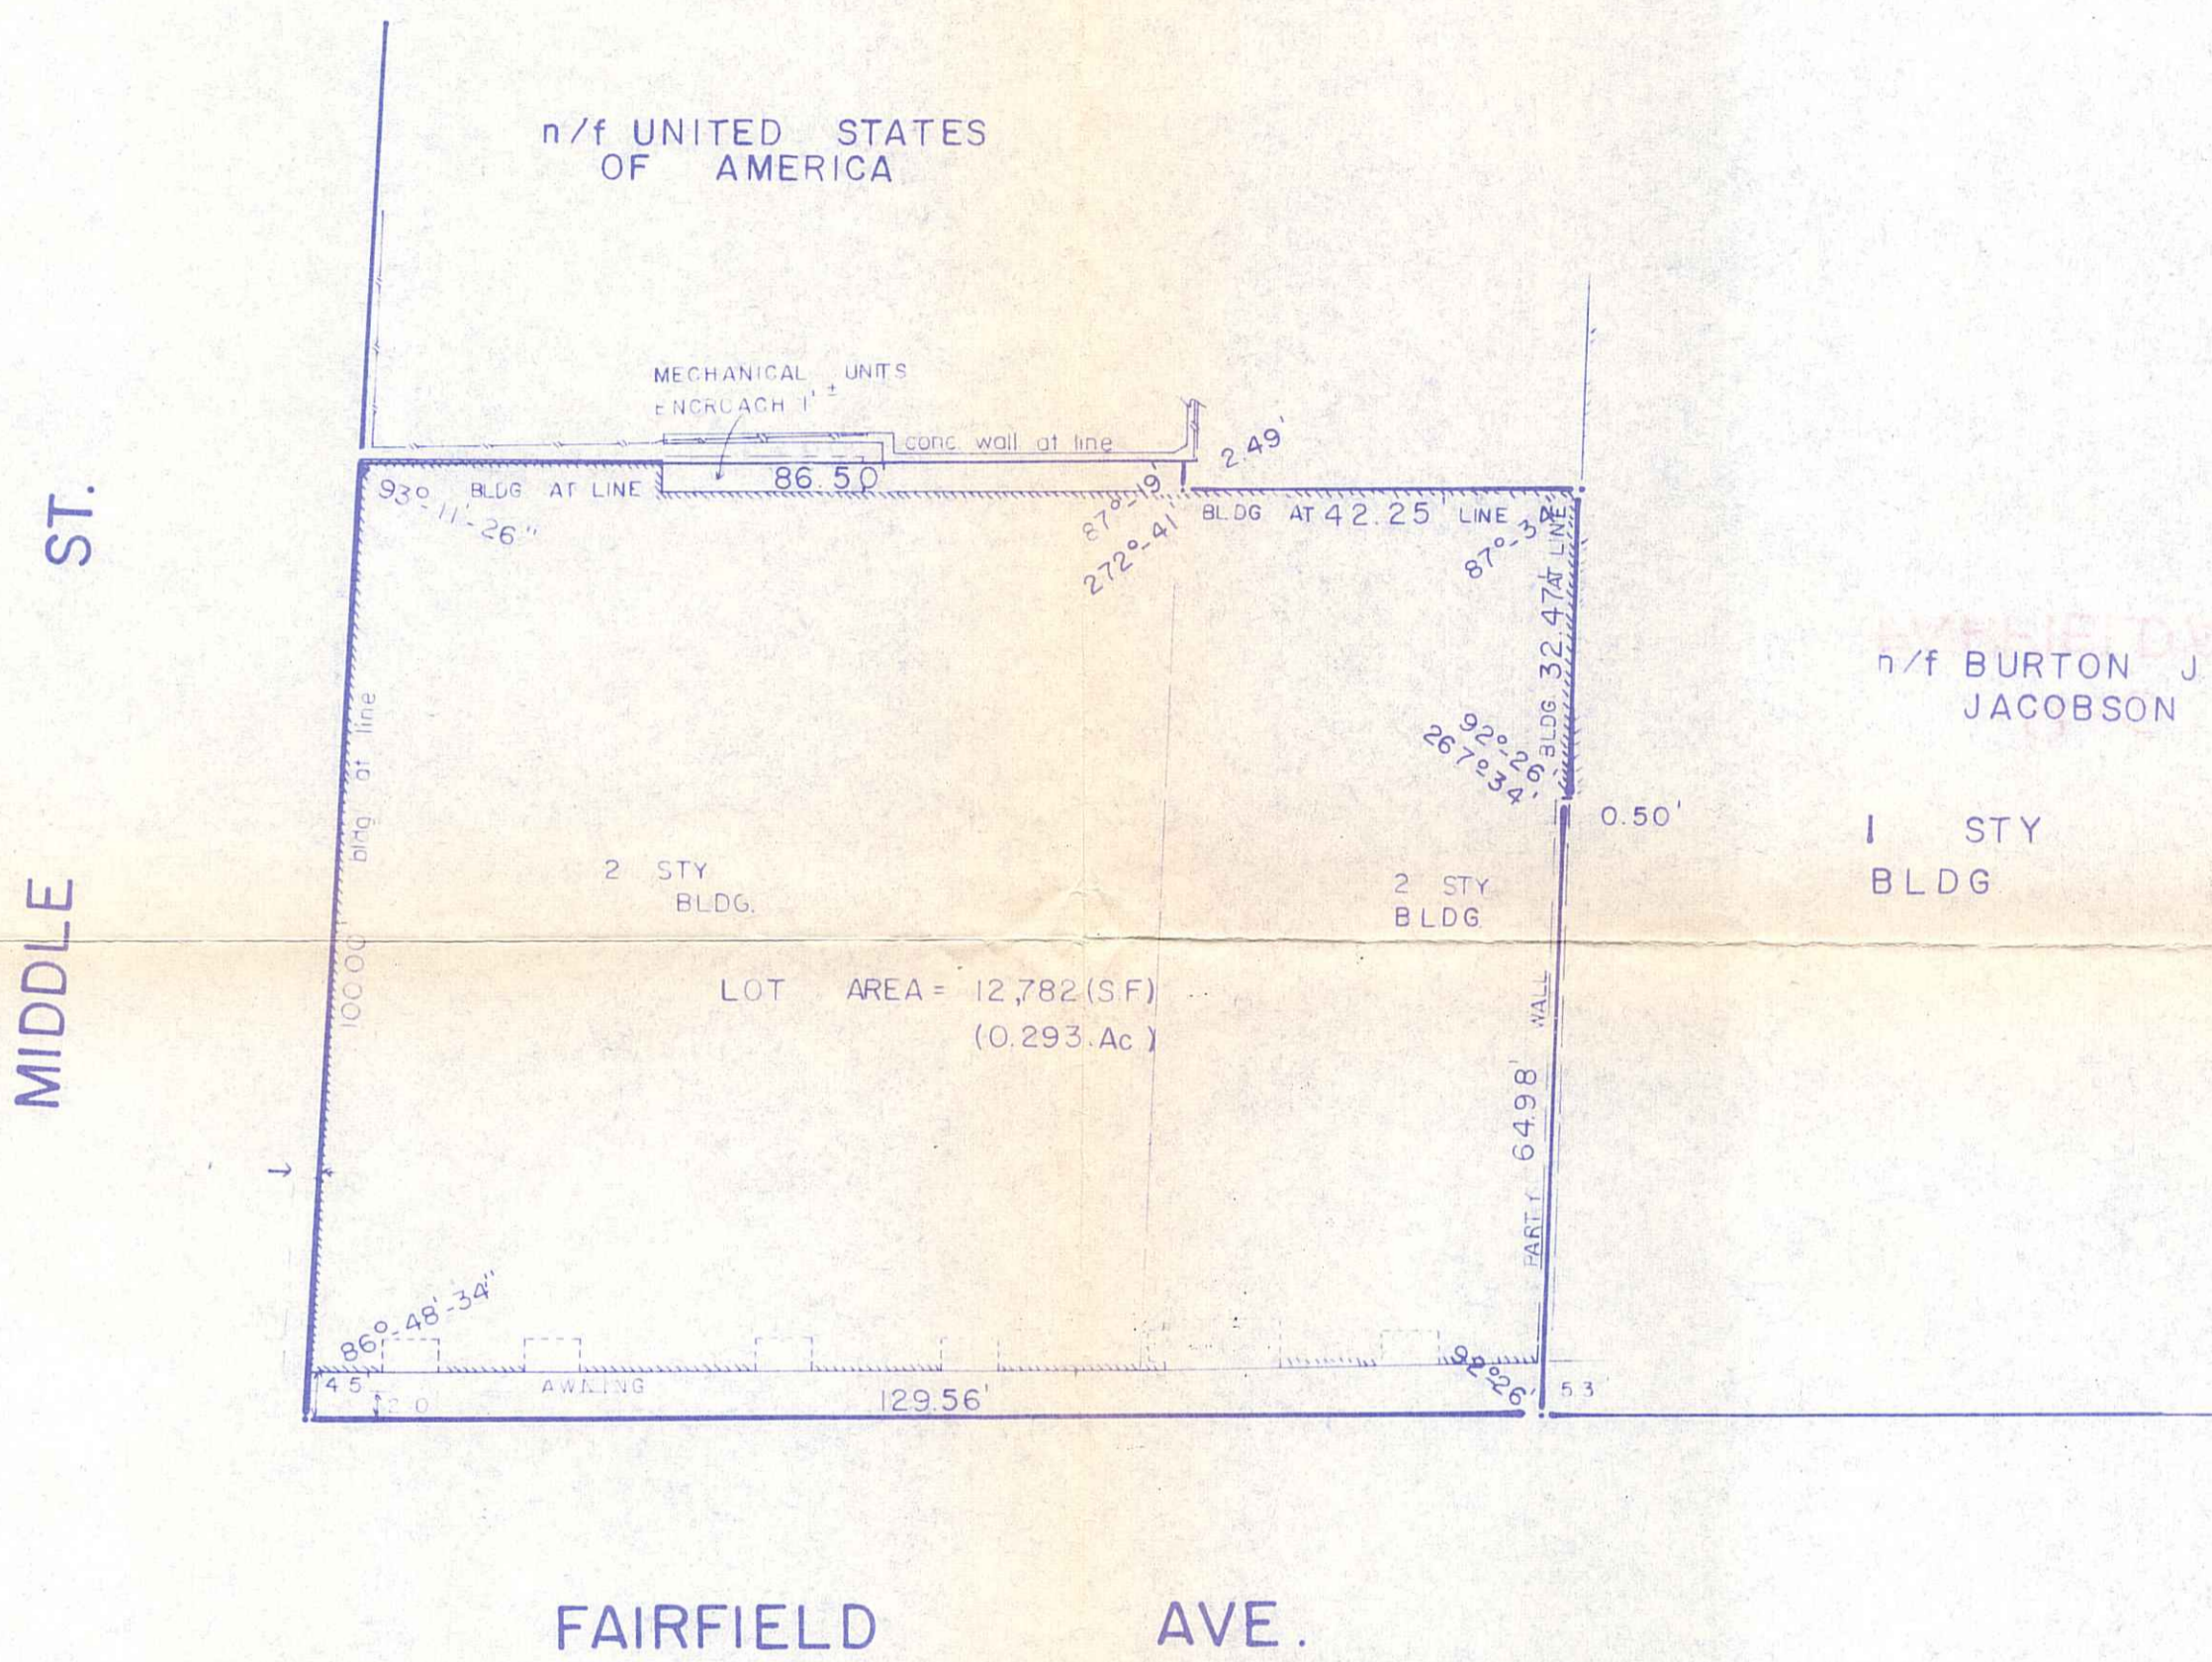 n/f UNITED STATES
OF AMERICA
MECHANICAL UNITS
ENCROACH 1' ±
conc. wall at line
2.49'
86.50'
93°-11'-26"
BLDG AT LINE
87°-19'
272°-41'
BLDG AT 42.25' LINE
87°-34'
BLDG. 32.47' AT LINE
92°-26'
267°-34'
0.50'
n/f BURTON J.
JACOBSON
1 STY
BLDG
MIDDLE ST.
100.00' bldg. at line
2 STY
BLDG.
2 STY
BLDG
LOT AREA = 12,782 (S.F)
(0.293 Ac)
PARTY 64.98' WALL
86°-48'-34"
92°26'
4.5'
AWNING
2.0
129.56'
5.3
FAIRFIELD AVE.